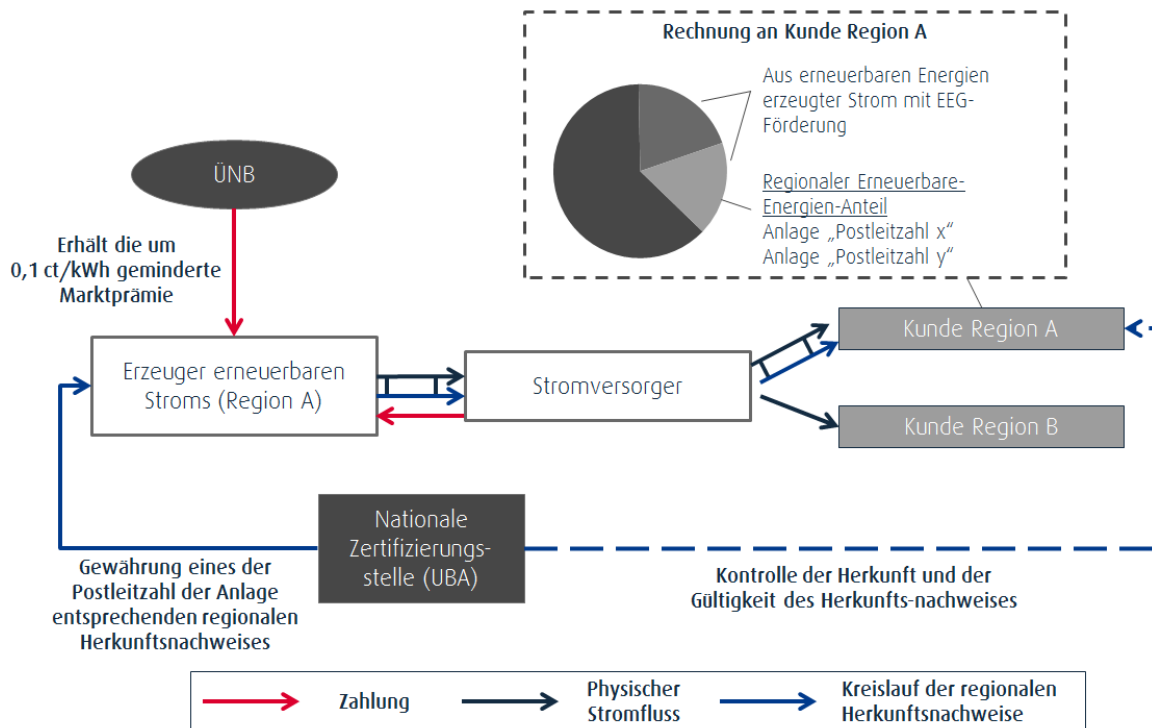 Rechnung an Kunde Region A
Aus erneuerbaren Energien
erzeugter Strom mit EEG-
Förderung
Regionaler Erneuerbare-
Energien-Anteil
Anlage „Postleitzahl x“
Anlage „Postleitzahl y“
ÜNB
Erhält die um
0,1 ct/kWh geminderte
Marktprämie
Erzeuger erneuerbaren
Stroms (Region A)
Stromversorger
Kunde Region A
Kunde Region B
Nationale
Zertifizierungs-
stelle (UBA)
Gewährung eines der
Postleitzahl der Anlage
entsprechenden regionalen
Herkunftsnachweises
Kontrolle der Herkunft und der
Gültigkeit des Herkunfts-nachweises
Zahlung
Physischer
Stromfluss
Kreislauf der regionalen
Herkunftsnachweise